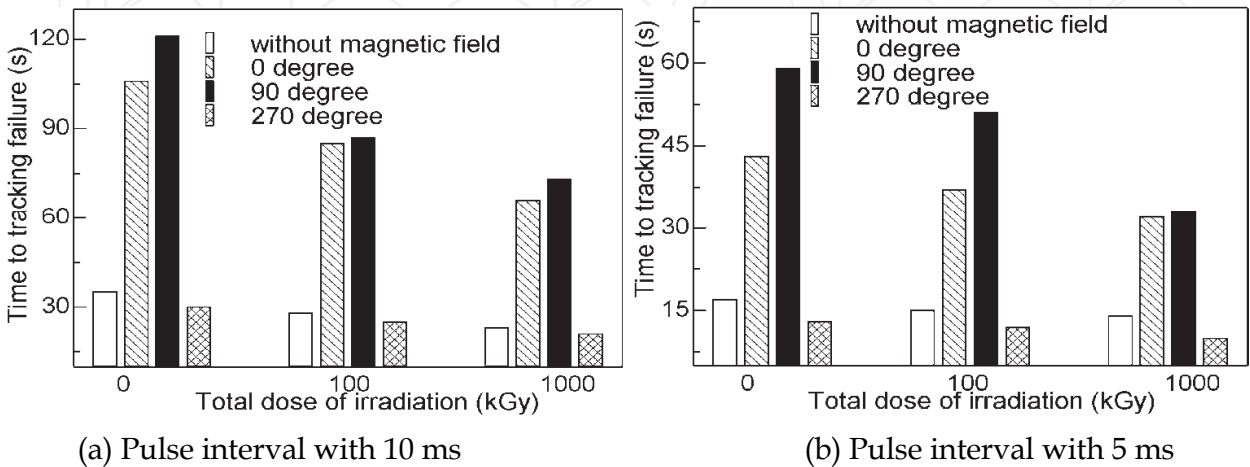 Time to tracking failure (s)
120
90
60
30
without magnetic field
0 degree
90 degree
270 degree
0
100
1000
Total dose of irradiation (kGy)
(a) Pulse interval with 10 ms
Time to tracking failure (s)
60
45
30
15
without magnetic field
0 degree
90 degree
270 degree
0
100
1000
Total dose of irradiation (kGy)
(b) Pulse interval with 5 ms